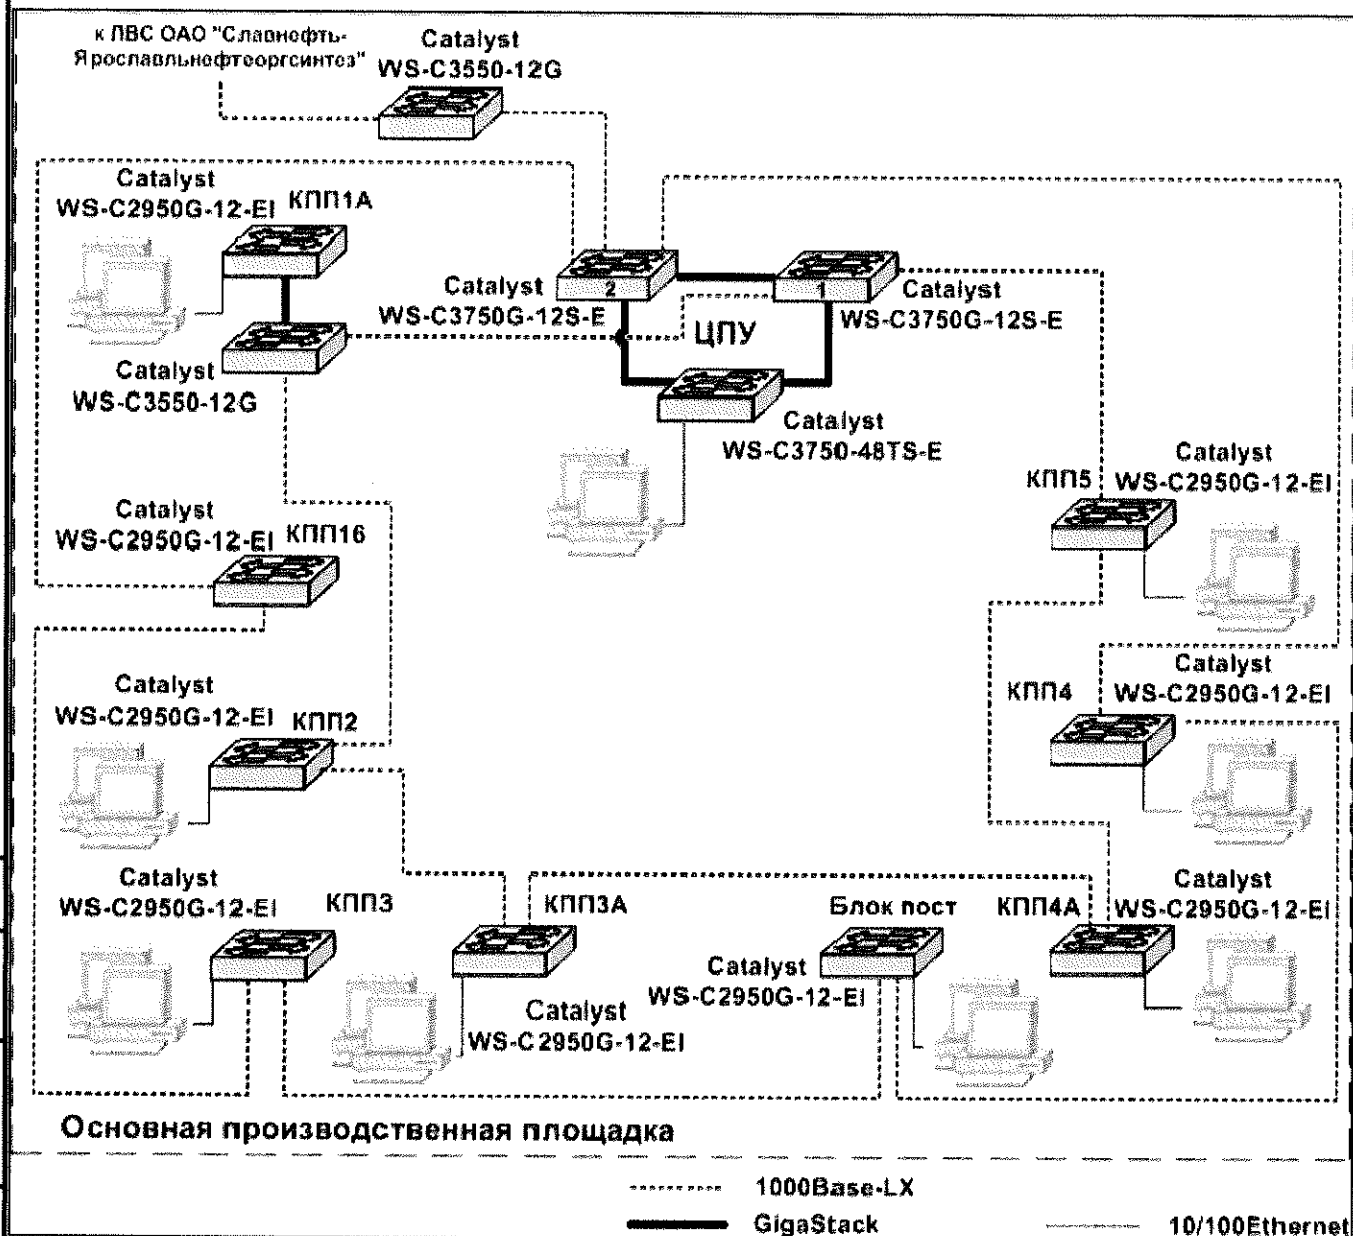 к ЛВС ОАО "Славнефть-
Ярославльнефтеоргсинтез"
Catalyst
WS-C3550-12G
Catalyst
WS-C2950G-12-EI
КПП1А
2
1
Catalyst
WS-C3750G-12S-E
Catalyst
WS-C3750G-12S-E
ЦПУ
Catalyst
WS-C3550-12G
Catalyst
WS-C3750-48TS-E
КПП5
Catalyst
WS-C2950G-12-EI
Catalyst
WS-C2950G-12-EI
КПП16
Catalyst
WS-C2950G-12-EI
КПП2
КПП4
Catalyst
WS-C2950G-12-EI
Catalyst
WS-C2950G-12-EI
КПП3
КПП3А
Catalyst
WS-C2950G-12-EI
Блок пост
Catalyst
WS-C2950G-12-EI
КПП4А
Catalyst
WS-C2950G-12-EI
Основная производственная площадка
1000Base-LX
GigaStack
10/100Ethernet